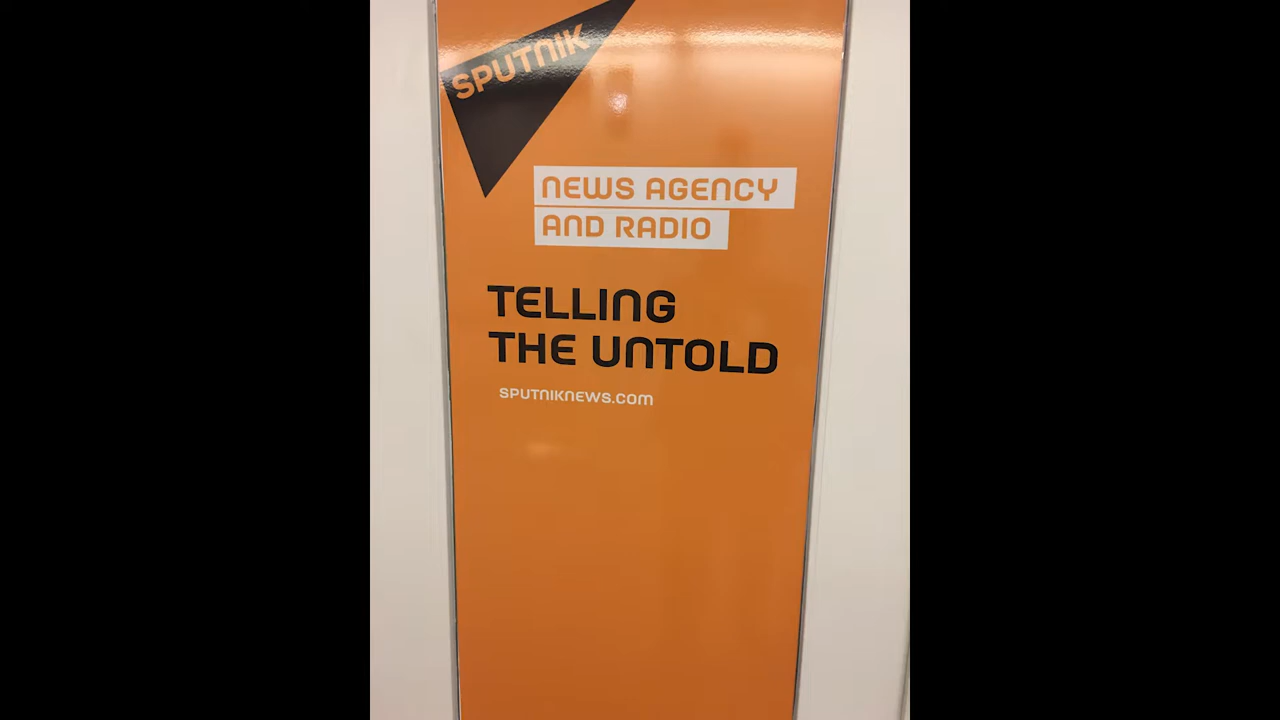 SPUTNIK
NEWS AGENCY
AND RADIO
TELLING
THE UNTOLD
SPUTNIKNEWS.COM